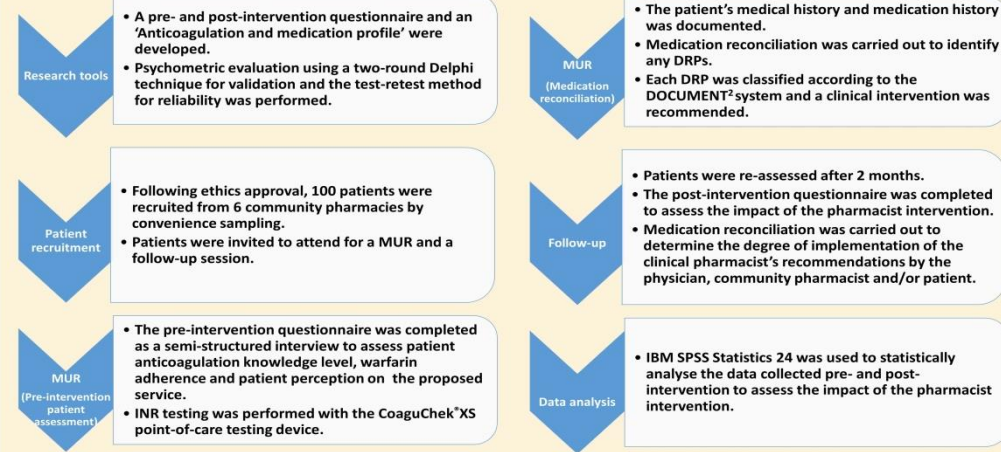 Research tools
• A pre- and post-intervention questionnaire and an
'Anticoagulation and medication profile' were
developed.
• Psychometric evaluation using a two-round Delphi
technique for validation and the test-retest method
for reliability was performed.
Patient
recruitment
• Following ethics approval, 100 patients were
recruited from 6 community pharmacies by
convenience sampling.
• Patients were invited to attend for a MUR and a
follow-up session.
MUR
(Pre-intervention
patient
assessment)
• The pre-intervention questionnaire was completed
as a semi-structured interview to assess patient
anticoagulation knowledge level, warfarin
adherence and patient perception on the proposed
service.
• INR testing was performed with the CoaguChek®XS
point-of-care testing device.
MUR
(Medication
reconciliation)
• The patient's medical history and medication history
was documented.
• Medication reconciliation was carried out to identify
any DRPs.
• Each DRP was classified according to the
DOCUMENT² system and a clinical intervention was
recommended.
Follow-up
• Patients were re-assessed after 2 months.
• The post-intervention questionnaire was completed
to assess the impact of the pharmacist intervention.
• Medication reconciliation was carried out to
determine the degree of implementation of the
clinical pharmacist's recommendations by the
physician, community pharmacist and/or patient.
Data analysis
• IBM SPSS Statistics 24 was used to statistically
analyse the data collected pre- and post-
intervention to assess the impact of the pharmacist
intervention.